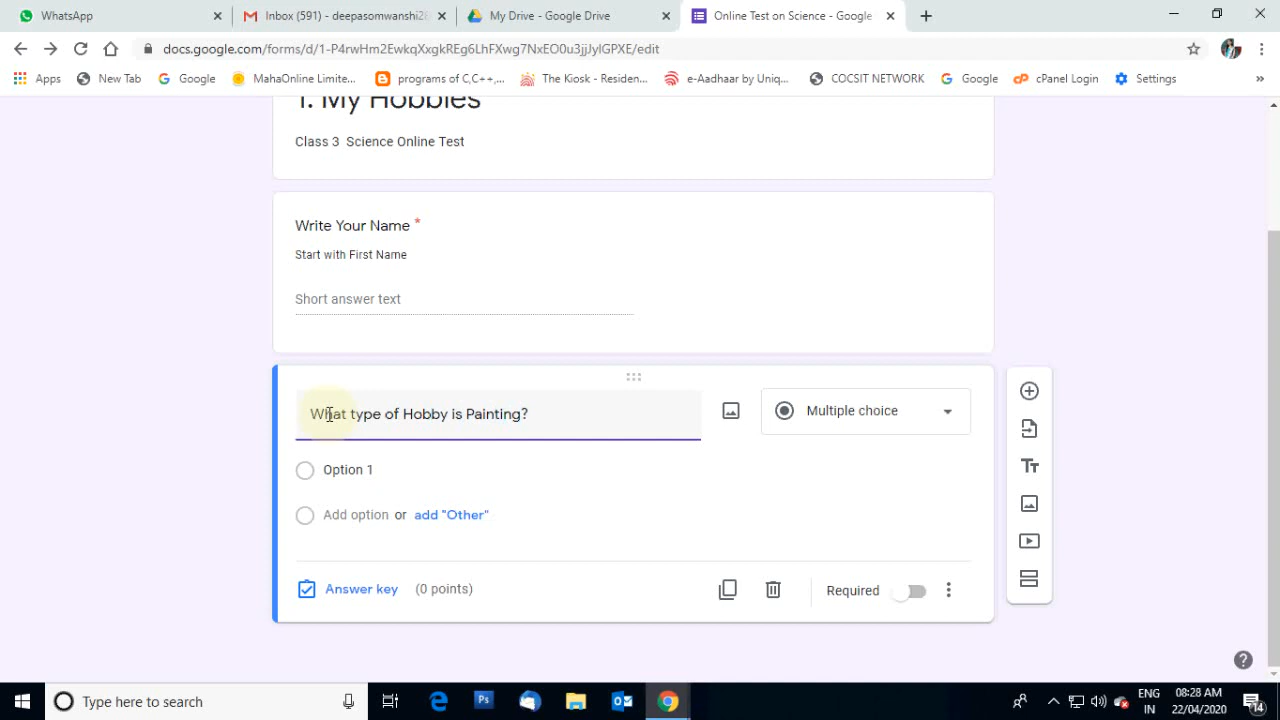 WhatsApp
Inbox (591) - deepasomwanshi2
My Drive - Google Drive
Online Test on Science - Google
docs.google.com/forms/d/1-P4rwHm2EwkqXxgkREg6LhFXwg7NxEO0u3jjJyIGPXE/edit
Apps
New Tab
Google
MahaOnline Limite...
programs of C,C++,...
The Kiosk - Residen...
e-Aadhaar by Uniq...
COCSIT NETWORK
Google
cPanel Login
Settings
»
1. My Hobbies
Class 3 Science Online Test
Write Your Name *
Start with First Name
Short answer text
What type of Hobby is Painting?
Multiple choice
Option 1
Add option or add "Other"
Answer key (0 points)
Required
Type here to search
ENG
IN
08:28 AM
22/04/2020
14